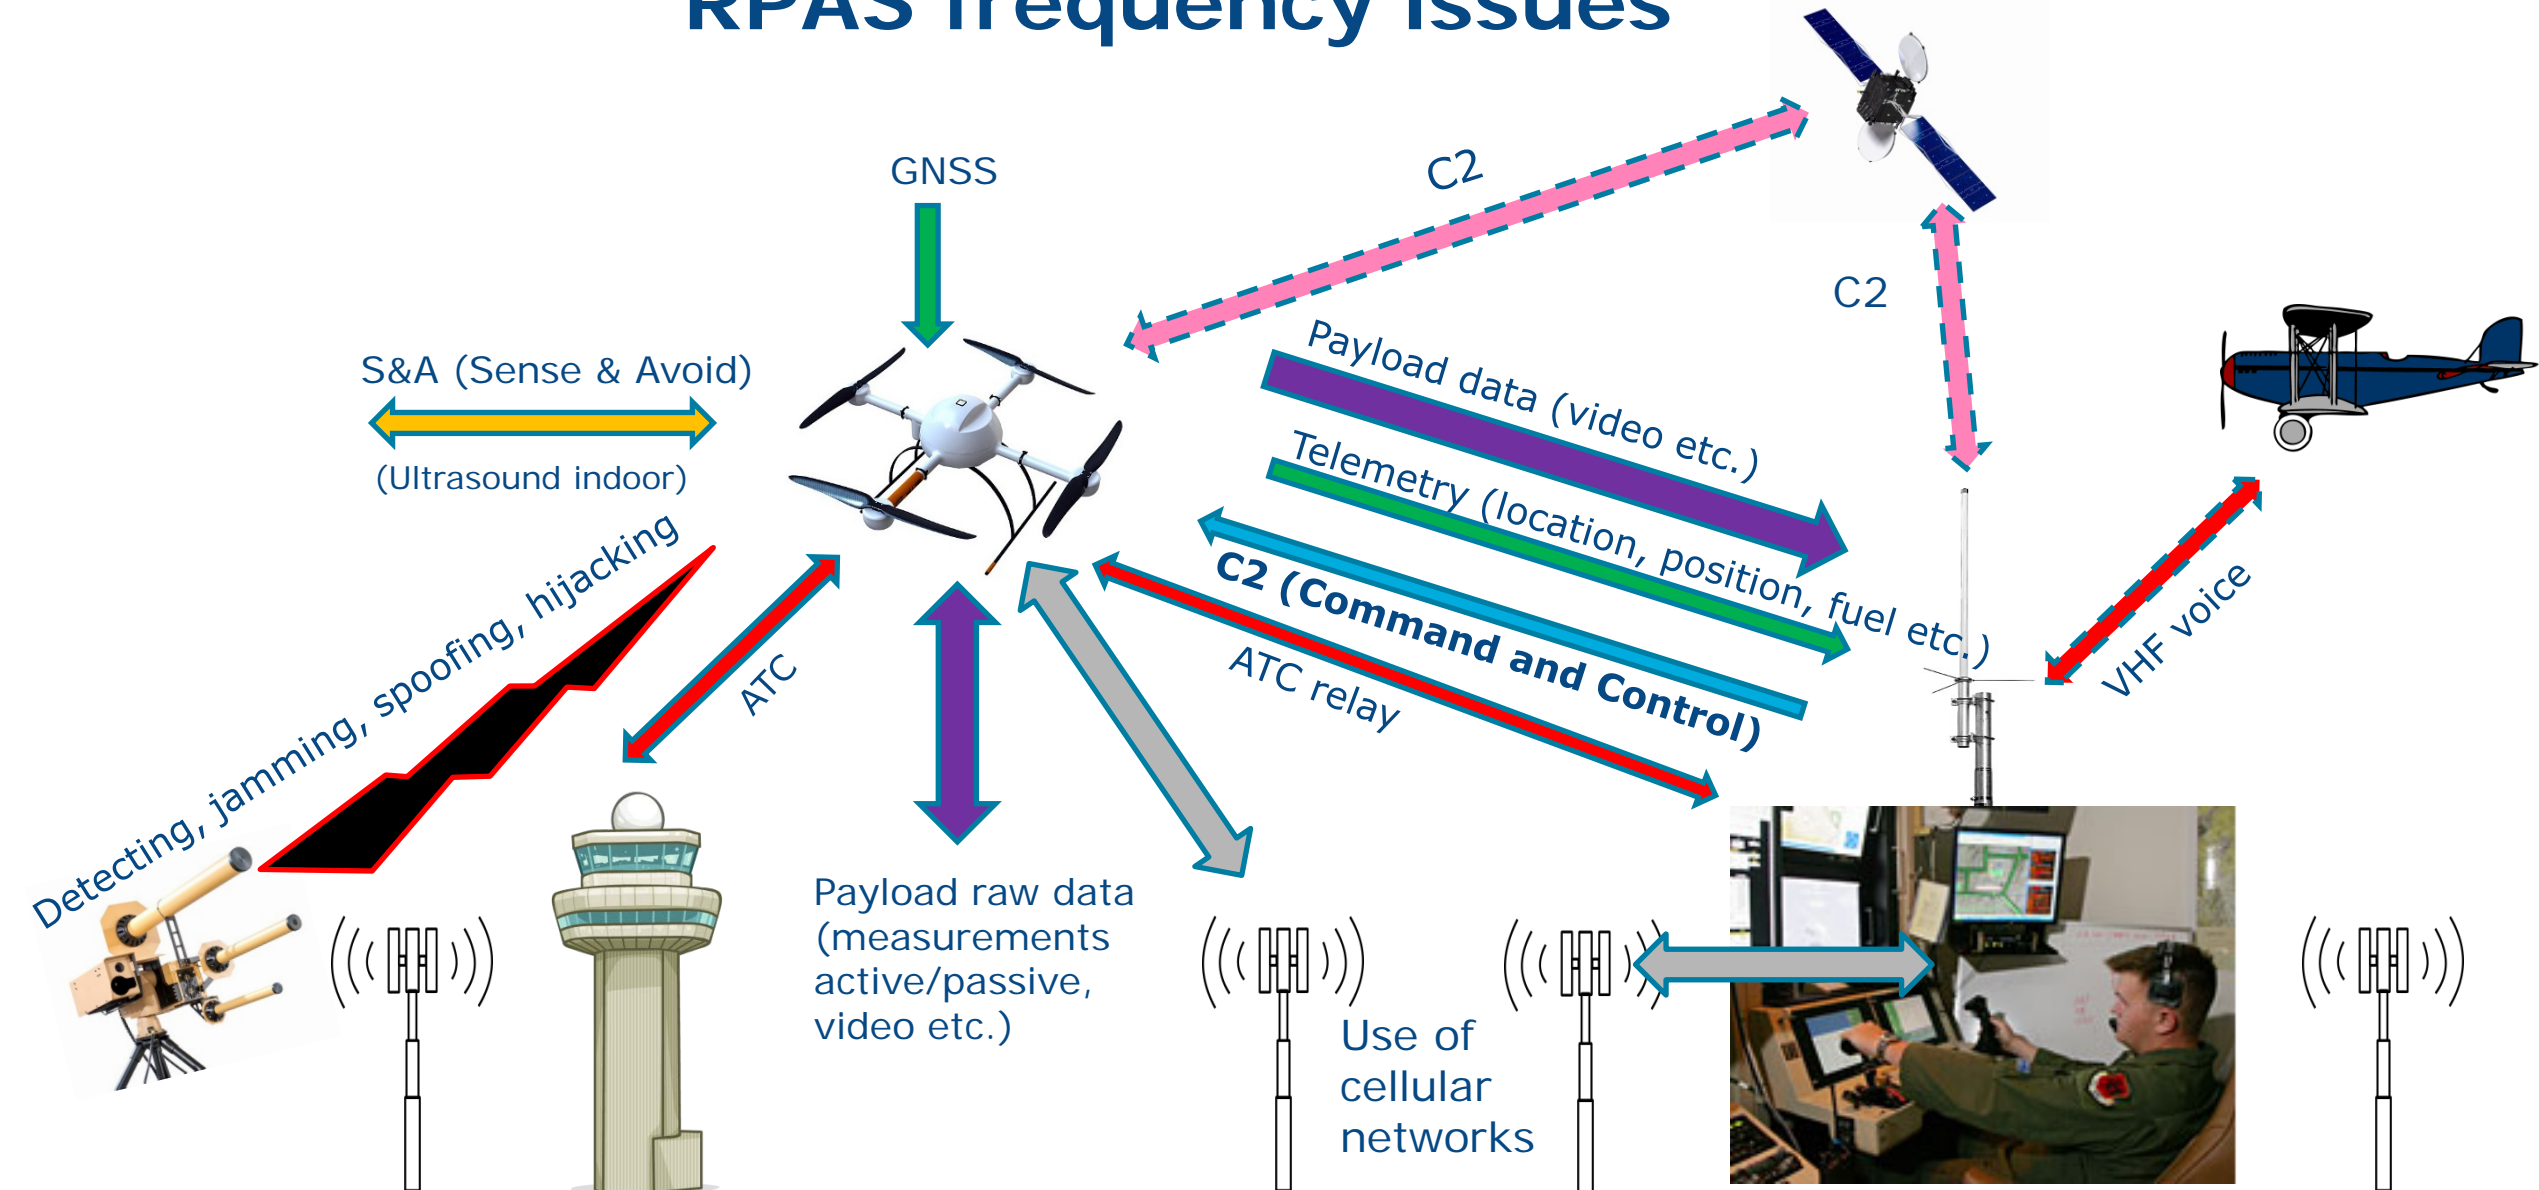 RPAS frequency issues
GNSS
C2
C2
S&A (Sense & Avoid)
(Ultrasound indoor)
Payload data (video etc.)
Telemetry (location, position, fuel etc.)
C2 (Command and Control)
ATC relay
VHF voice
Detecting, jamming, spoofing, hijacking
ATC
Payload raw data
(measurements
active/passive,
video etc.)
Use of
cellular
networks